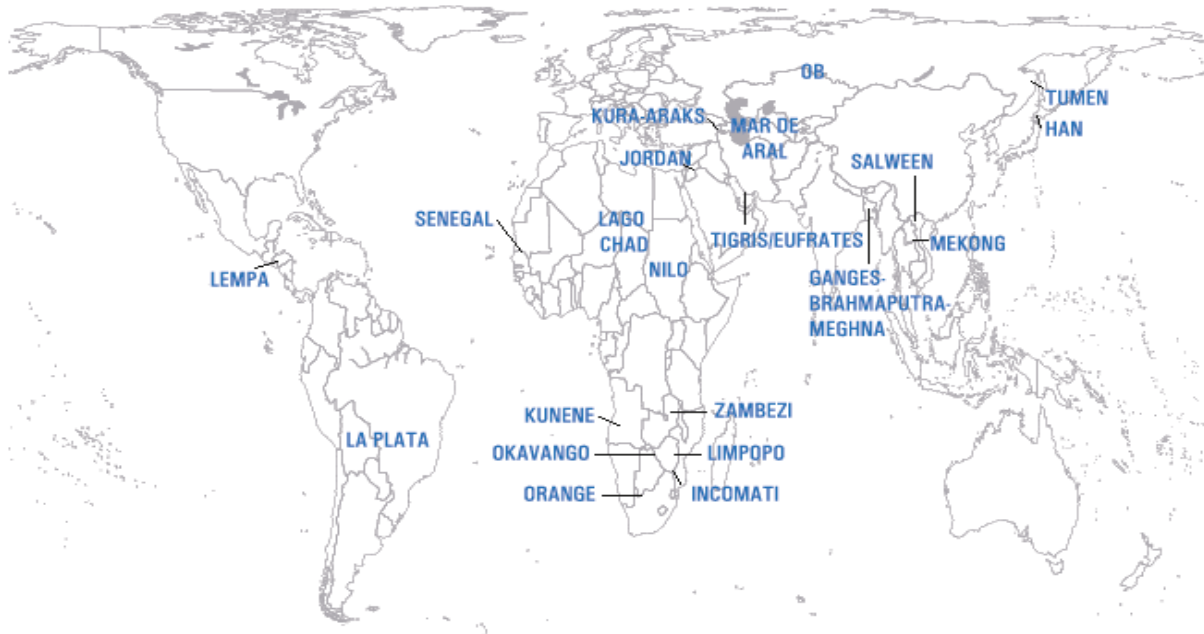 OB
TUMEN
KURA-ARAKS
MAR DE
ARAL
HAN
JORDAN
SALWEEN
SENEGAL
LAGO
CHAD
TIGRIS/EUFRATES
MEKONG
NILO
LEMPA
GANGES-
BRAHMAPUTRA-
MEGHNA
KUNENE
ZAMBEZI
LA PLATA
OKAVANGO
LIMPOPO
ORANGE
INCOMATI